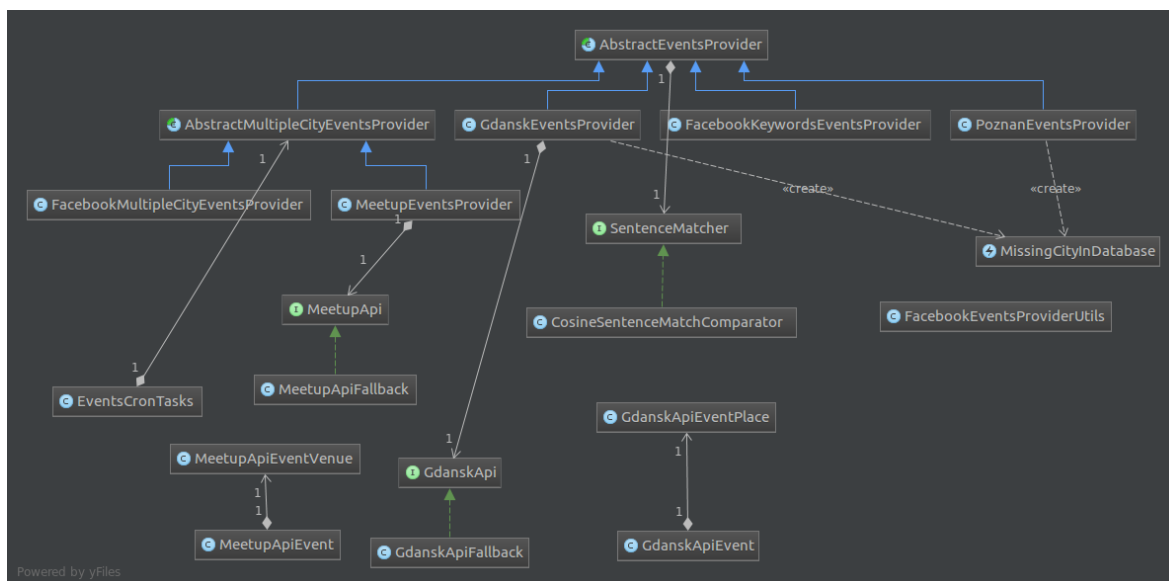 AbstractEventsProvider
1
AbstractMultipleCityEventsProvider
GdanskEventsProvider
FacebookKeywordsEventsProvider
PoznanEventsProvider
1
1
«create»
«create»
FacebookMultipleCityEventsProvider
MeetupEventsProvider
1
1
SentenceMatcher
MissingCityInDatabase
1
MeetupApi
CosineSentenceMatchComparator
FacebookEventsProviderUtils
1
MeetupApiFallback
EventsCronTasks
GdanskApiEventPlace
1
1
MeetupApiEventVenue
GdanskApi
1
1
1
MeetupApiEvent
GdanskApiFallback
GdanskApiEvent
Powered by yFiles